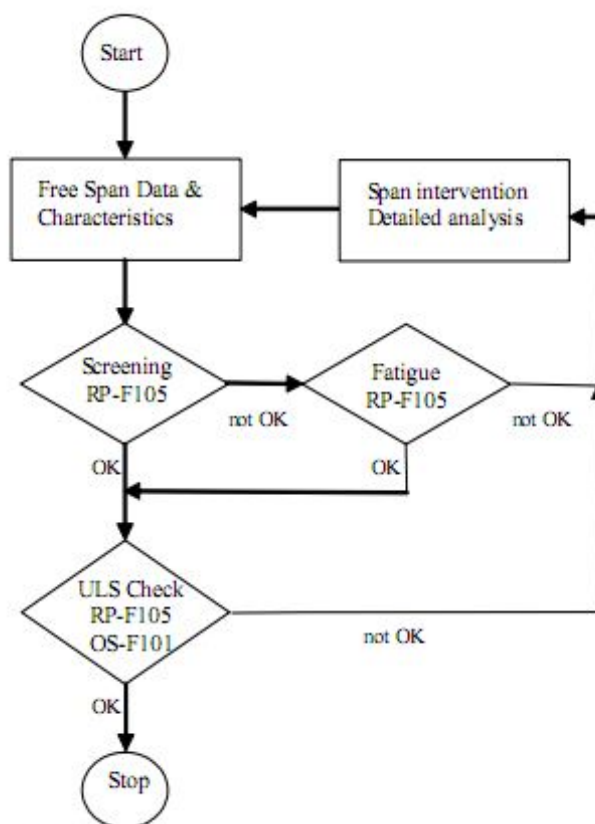 Start
Free Span Data &
Characteristics
Span intervention
Detailed analysis
Screening
RP-F105
Fatigue
RP-F105
not OK
not OK
OK
OK
ULS Check
RP-F105
OS-F101
not OK
OK
Stop